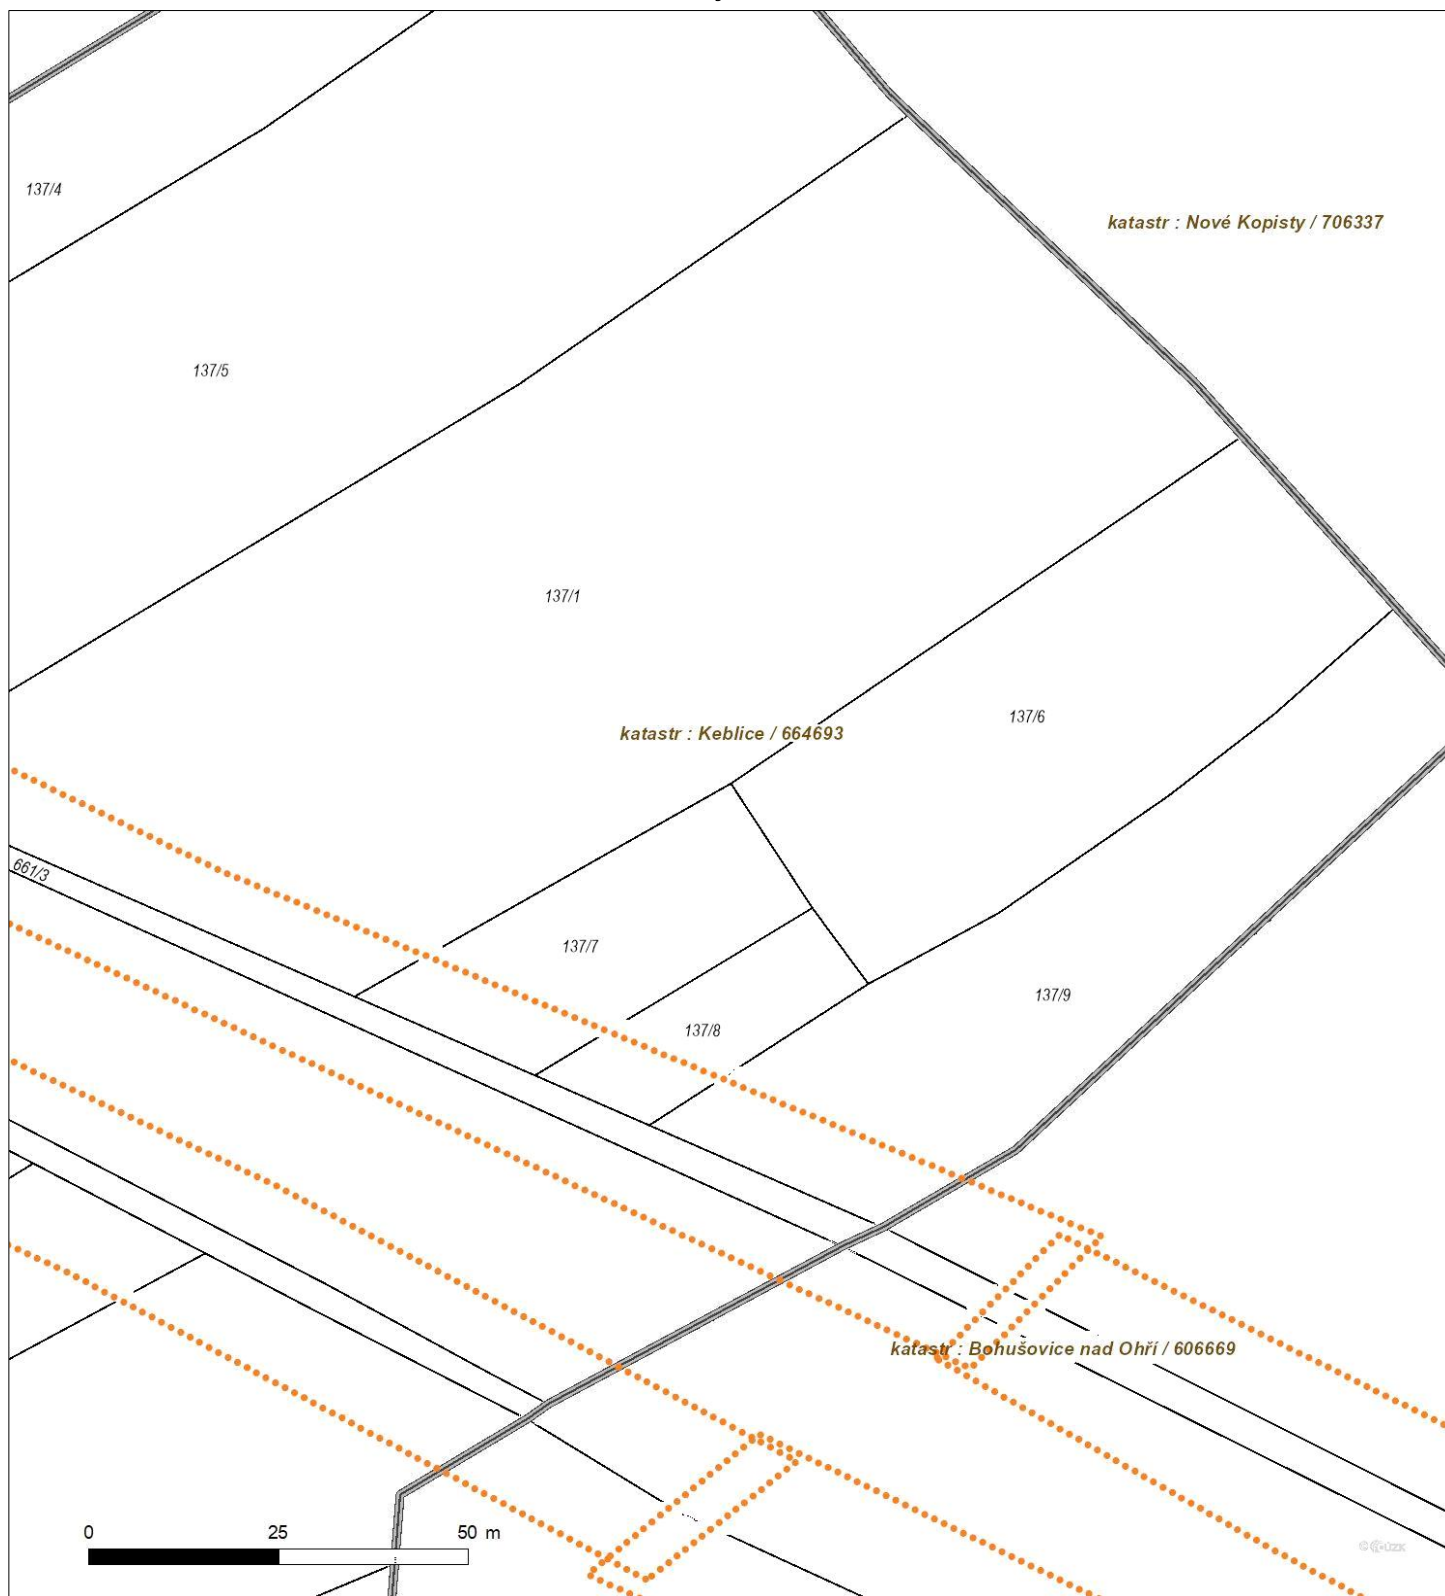 137/4
katastr : Nové Kopisty / 706337
137/5
137/1
137/6
katastr : Keblice / 664693
661/3
137/7
137/9
137/8
katastr : Bohušovice nad Ohří / 606669
0 25 50 m